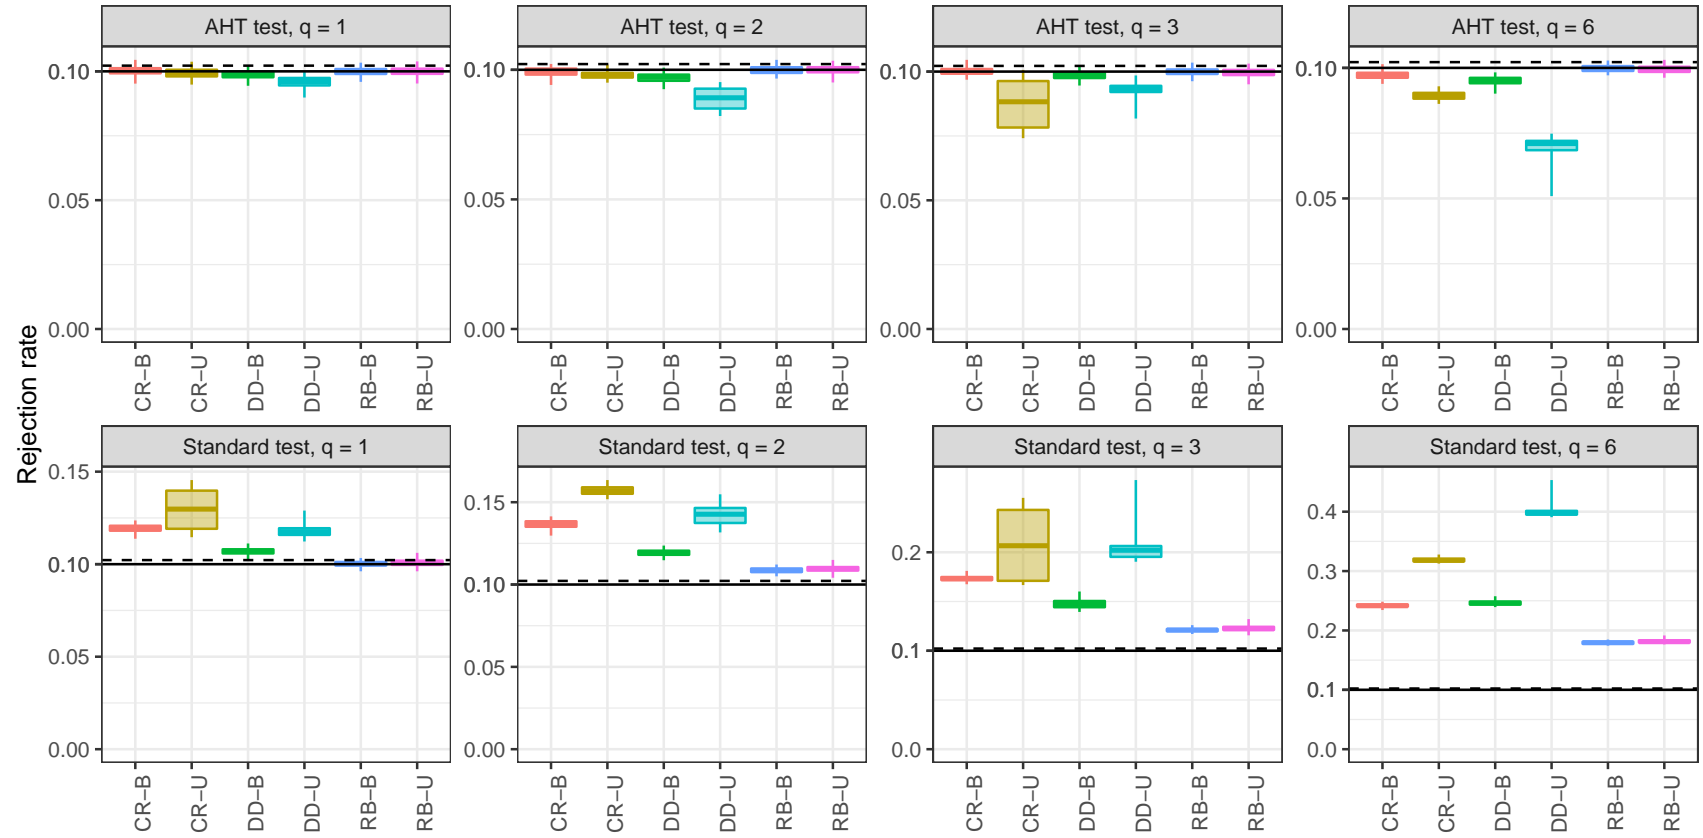 Rejection rate
AHT test, q = 1
0.10
0.05
0.00
CR−B
CR−U
DD−B
DD−U
RB−B
RB−U
AHT test, q = 2
0.10
0.05
0.00
CR−B
CR−U
DD−B
DD−U
RB−B
RB−U
AHT test, q = 3
0.10
0.05
0.00
CR−B
CR−U
DD−B
DD−U
RB−B
RB−U
AHT test, q = 6
0.10
0.05
0.00
CR−B
CR−U
DD−B
DD−U
RB−B
RB−U
Standard test, q = 1
0.15
0.10
0.05
0.00
CR−B
CR−U
DD−B
DD−U
RB−B
RB−U
Standard test, q = 2
0.15
0.10
0.05
0.00
CR−B
CR−U
DD−B
DD−U
RB−B
RB−U
Standard test, q = 3
0.2
0.1
0.0
CR−B
CR−U
DD−B
DD−U
RB−B
RB−U
Standard test, q = 6
0.4
0.3
0.2
0.1
0.0
CR−B
CR−U
DD−B
DD−U
RB−B
RB−U